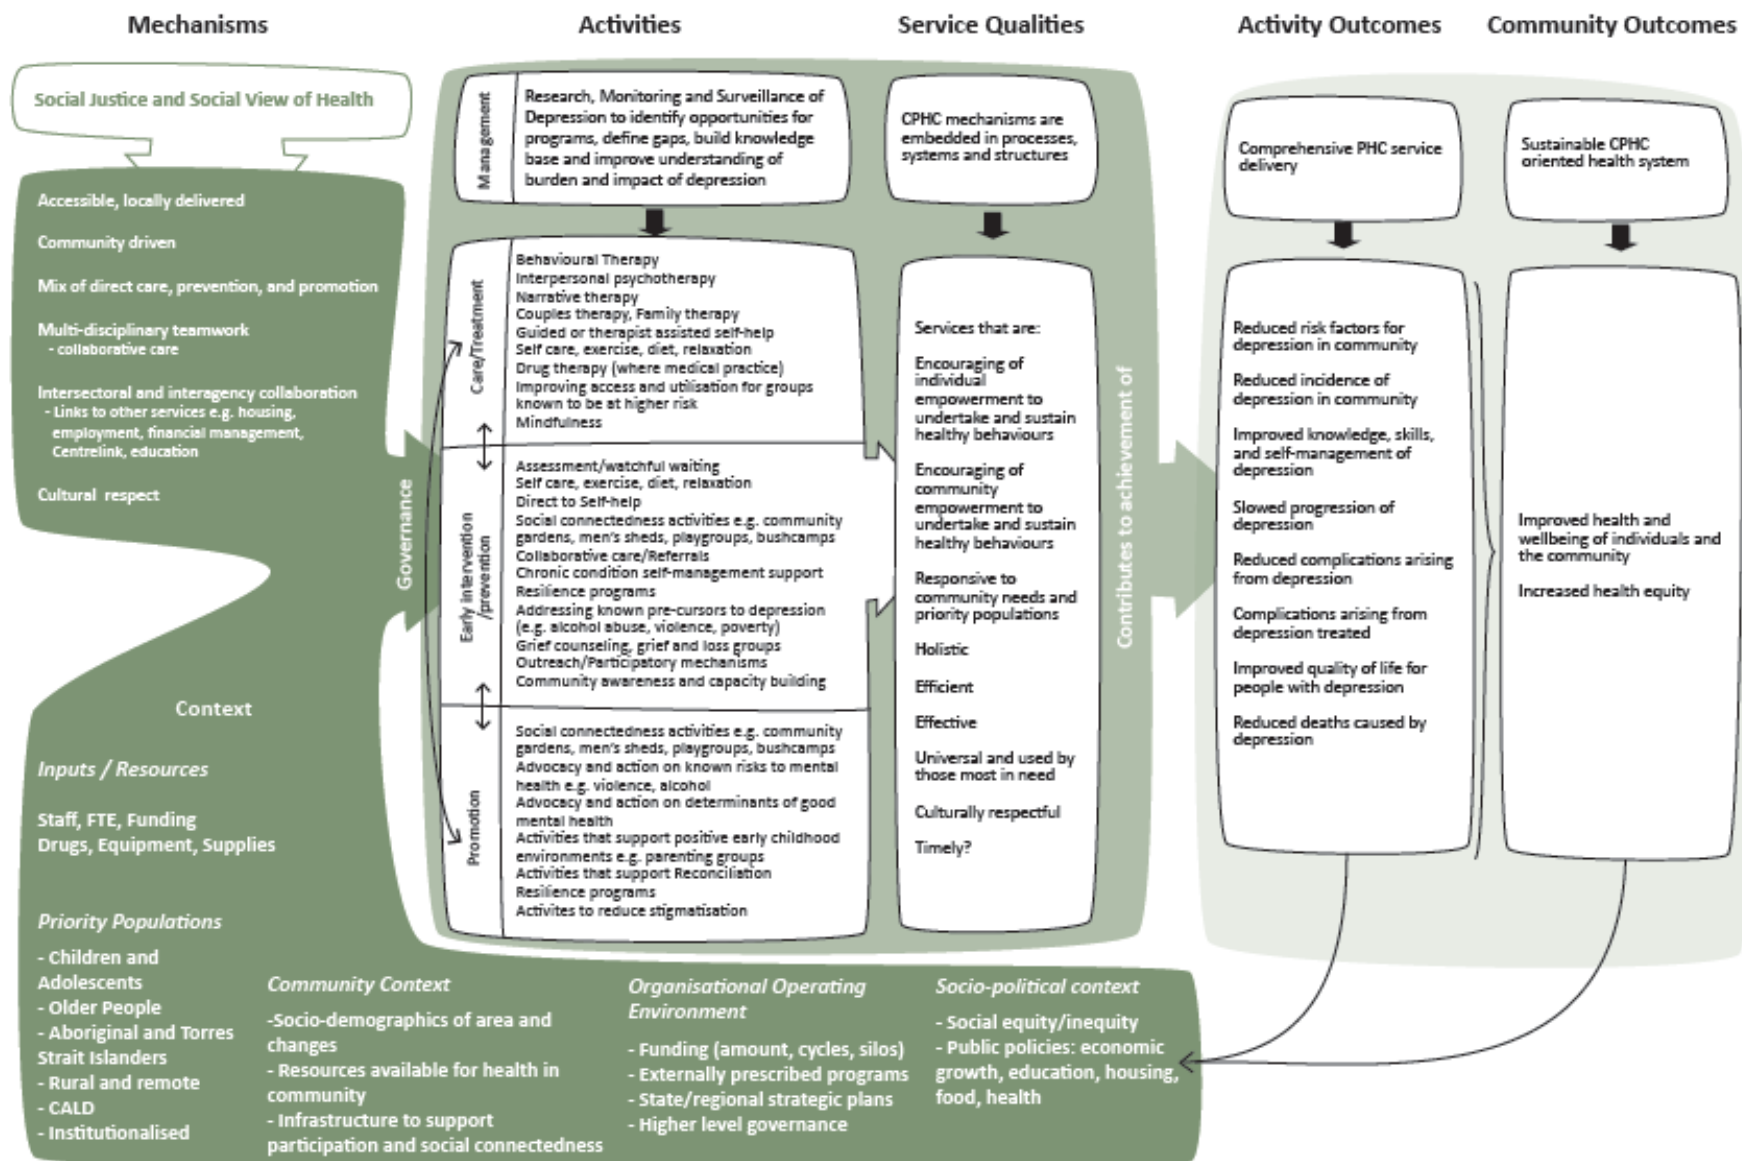 Mechanisms
Activities
Service Qualities
Activity Outcomes
Community Outcomes
Social Justice and Social View of Health
Accessible, locally delivered
Community driven
Mix of direct care, prevention, and promotion
Multi-disciplinary teamwork
- collaborative care
Intersectoral and interagency collaboration
- Links to other services e.g. housing,
employment, financial management,
Centrelink, education
Cultural respect
Governance
Context
Inputs / Resources
Staff, FTE, Funding
Drugs, Equipment, Supplies
Priority Populations
- Children and
Adolescents
- Older People
- Aboriginal and Torres
Strait Islanders
- Rural and remote
- CALD
- Institutionalised
Community Context
-Socio-demographics of area and
changes
- Resources available for health in
community
- Infrastructure to support
participation and social connectedness
Organisational Operating
Environment
- Funding (amount, cycles, silos)
- Externally prescribed programs
- State/regional strategic plans
- Higher level governance
Socio-political context
- Social equity/inequity
- Public policies: economic
growth, education, housing,
food, health
Management
Research, Monitoring and Surveillance of
Depression to identify opportunities for
programs, define gaps, build knowledge
base and improve understanding of
burden and impact of depression
Care/Treatment
Behavioural Therapy
Interpersonal psychotherapy
Narrative therapy
Couples therapy, Family therapy
Guided or therapist assisted self-help
Self care, exercise, diet, relaxation
Drug therapy (where medical practice)
Improving access and utilisation for groups
known to be at higher risk
Mindfulness
Early intervention
/prevention
Assessment/watchful waiting
Self care, exercise, diet, relaxation
Direct to Self-help
Social connectedness activities e.g. community
gardens, men's sheds, playgroups, bushcamps
Collaborative care/Referrals
Chronic condition self-management support
Resilience programs
Addressing known pre-cursors to depression
(e.g. alcohol abuse, violence, poverty)
Grief counseling, grief and loss groups
Outreach/Participatory mechanisms
Community awareness and capacity building
Promotion
Social connectedness activities e.g. community
gardens, men's sheds, playgroups, bushcamps
Advocacy and action on known risks to mental
health e.g. violence, alcohol
Advocacy and action on determinants of good
mental health
Activities that support positive early childhood
environments e.g. parenting groups
Activities that support Reconciliation
Resilience programs
Activites to reduce stigmatisation
CPHC mechanisms are
embedded in processes,
systems and structures
Services that are:
Encouraging of
individual
empowerment to
undertake and sustain
healthy behaviours
Encouraging of
community
empowerment to
undertake and sustain
healthy behaviours
Responsive to
community needs and
priority populations
Holistic
Efficient
Effective
Universal and used by
those most in need
Culturally respectful
Timely?
Contributes to achievement of
Comprehensive PHC service
delivery
Reduced risk factors for
depression in community
Reduced incidence of
depression in community
Improved knowledge, skills,
and self-management of
depression
Slowed progression of
depression
Reduced complications arising
from depression
Complications arising from
depression treated
Improved quality of life for
people with depression
Reduced deaths caused by
depression
Sustainable CPHC
oriented health system
Improved health and
wellbeing of individuals and
the community
Increased health equity